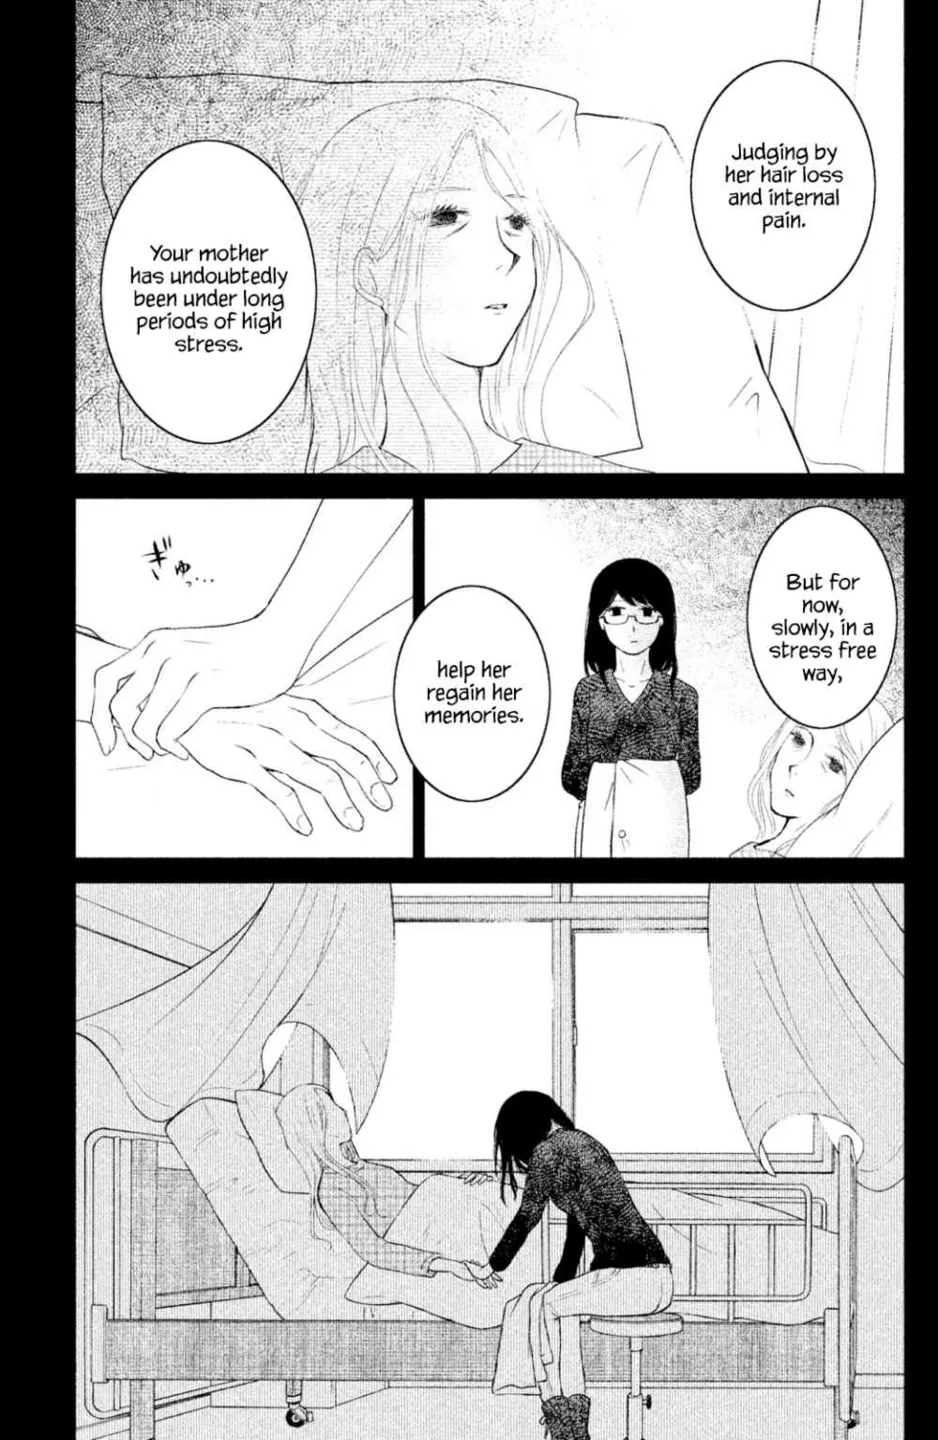 Judging by
her hair loss
and internal
pain.
Your mother
has undoubtedly
been under long
periods of high
stress.
But for
now,
slowly, in a
stress free
way,
help her
regain her
memories.
ぎゅっ…